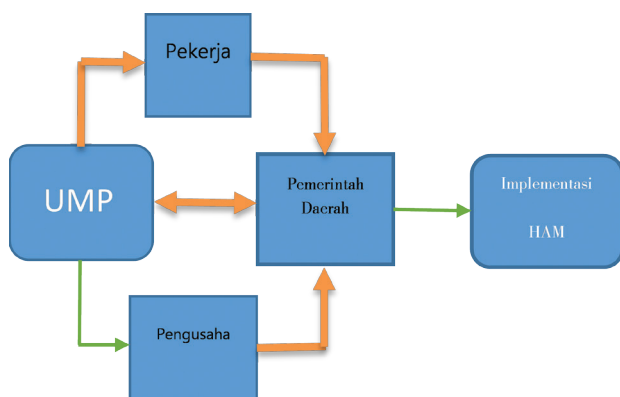 Pekerja
UMP
Pemerintah
Daerah
Implementasi
HAM
Pengusaha